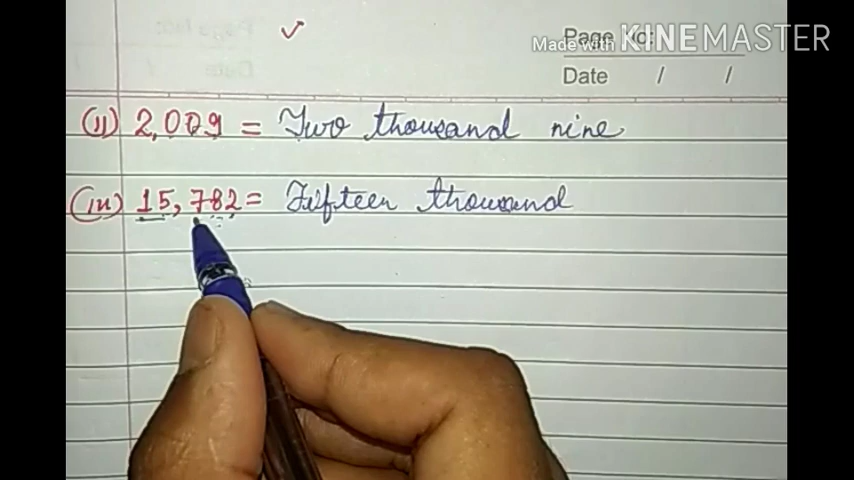 ✓
Page No:
Made with KINEMASTER
Date / /
(ii) 2,009 = Two thousand nine
(iii) 15,782 = Fifteen thousand